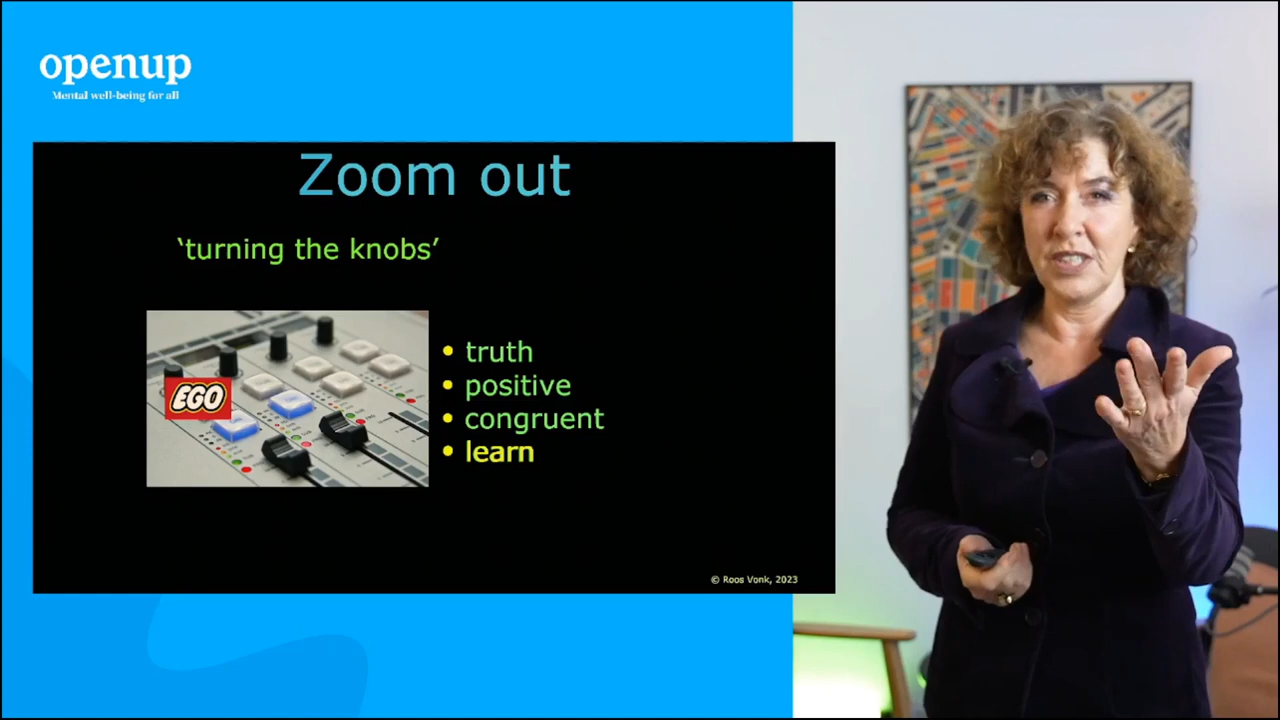 openup
Mental well-being for all
Zoom out
‘turning the knobs’
EGO
• truth
• positive
• congruent
• learn
© Roos Vonk, 2023